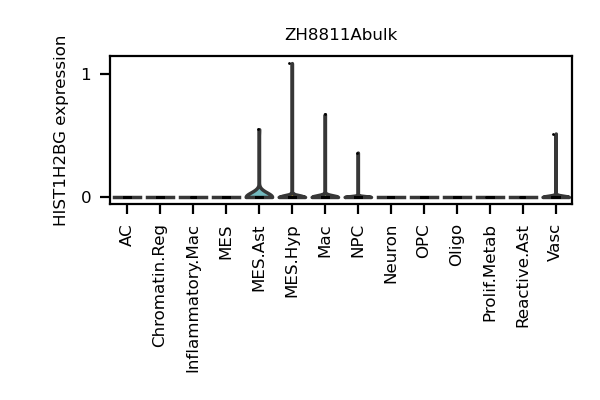 ZH8811Abulk
HIST1H2BG expression
1
0
AC
Chromatin.Reg
Inflammatory.Mac
MES
MES.Ast
MES.Hyp
Mac
NPC
Neuron
OPC
Oligo
Prolif.Metab
Reactive.Ast
Vasc